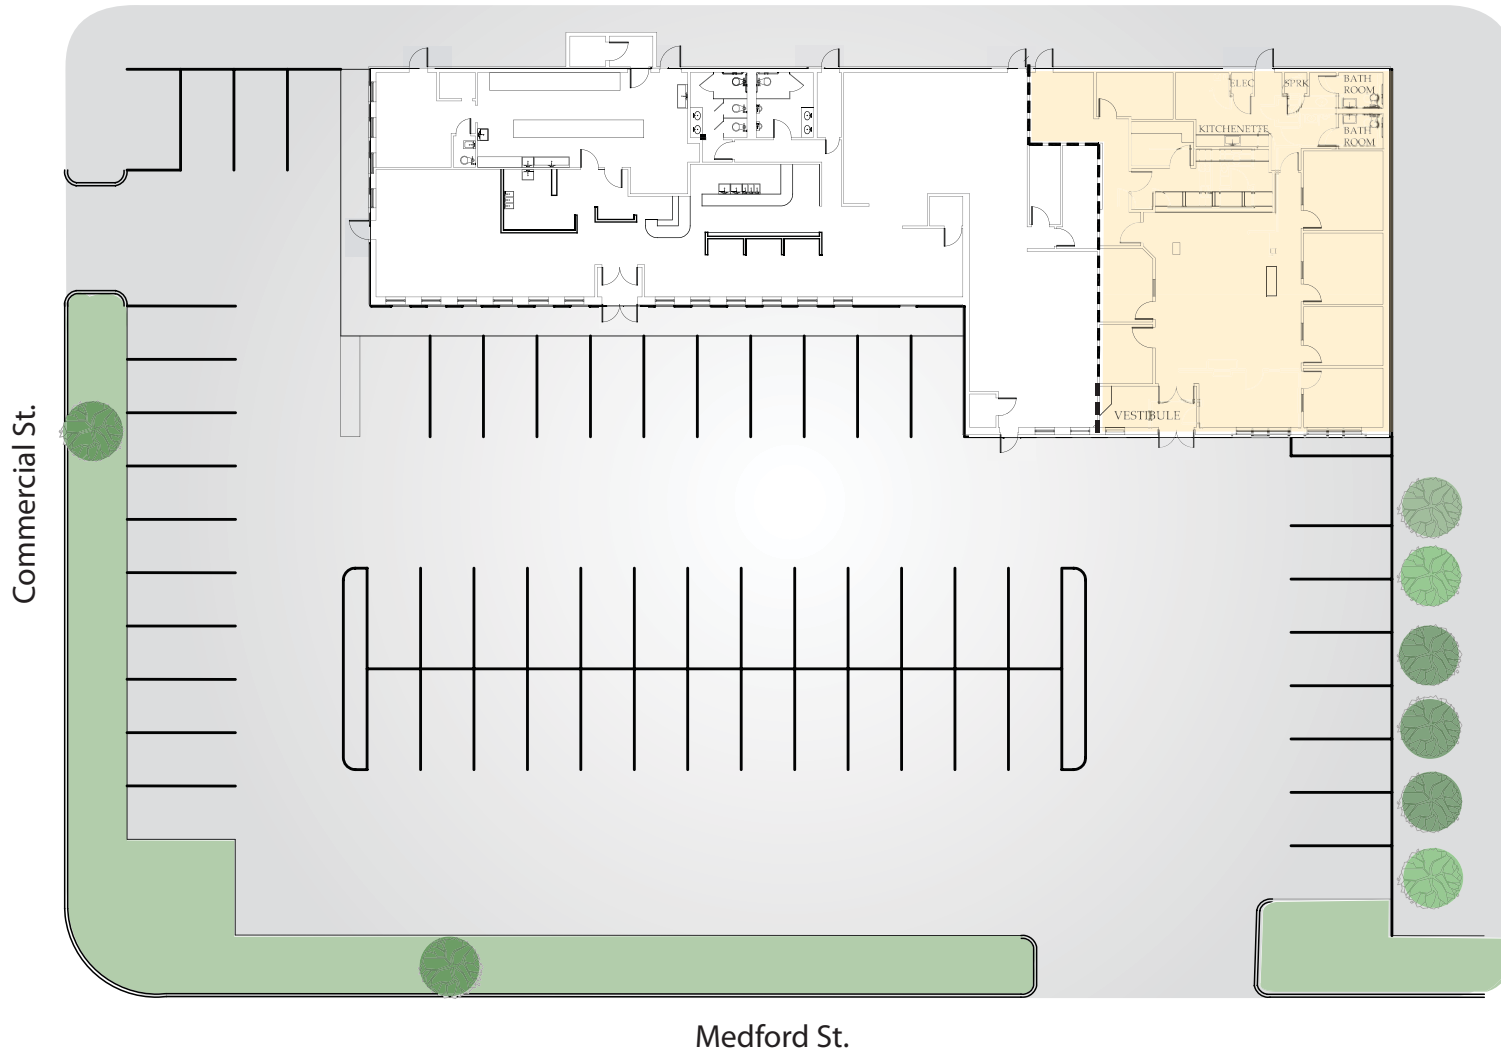 ELEC
SPRK
BATH
ROOM
KITCHENETTE
BATH
ROOM
VESTIBULE
Commercial St.
Medford St.